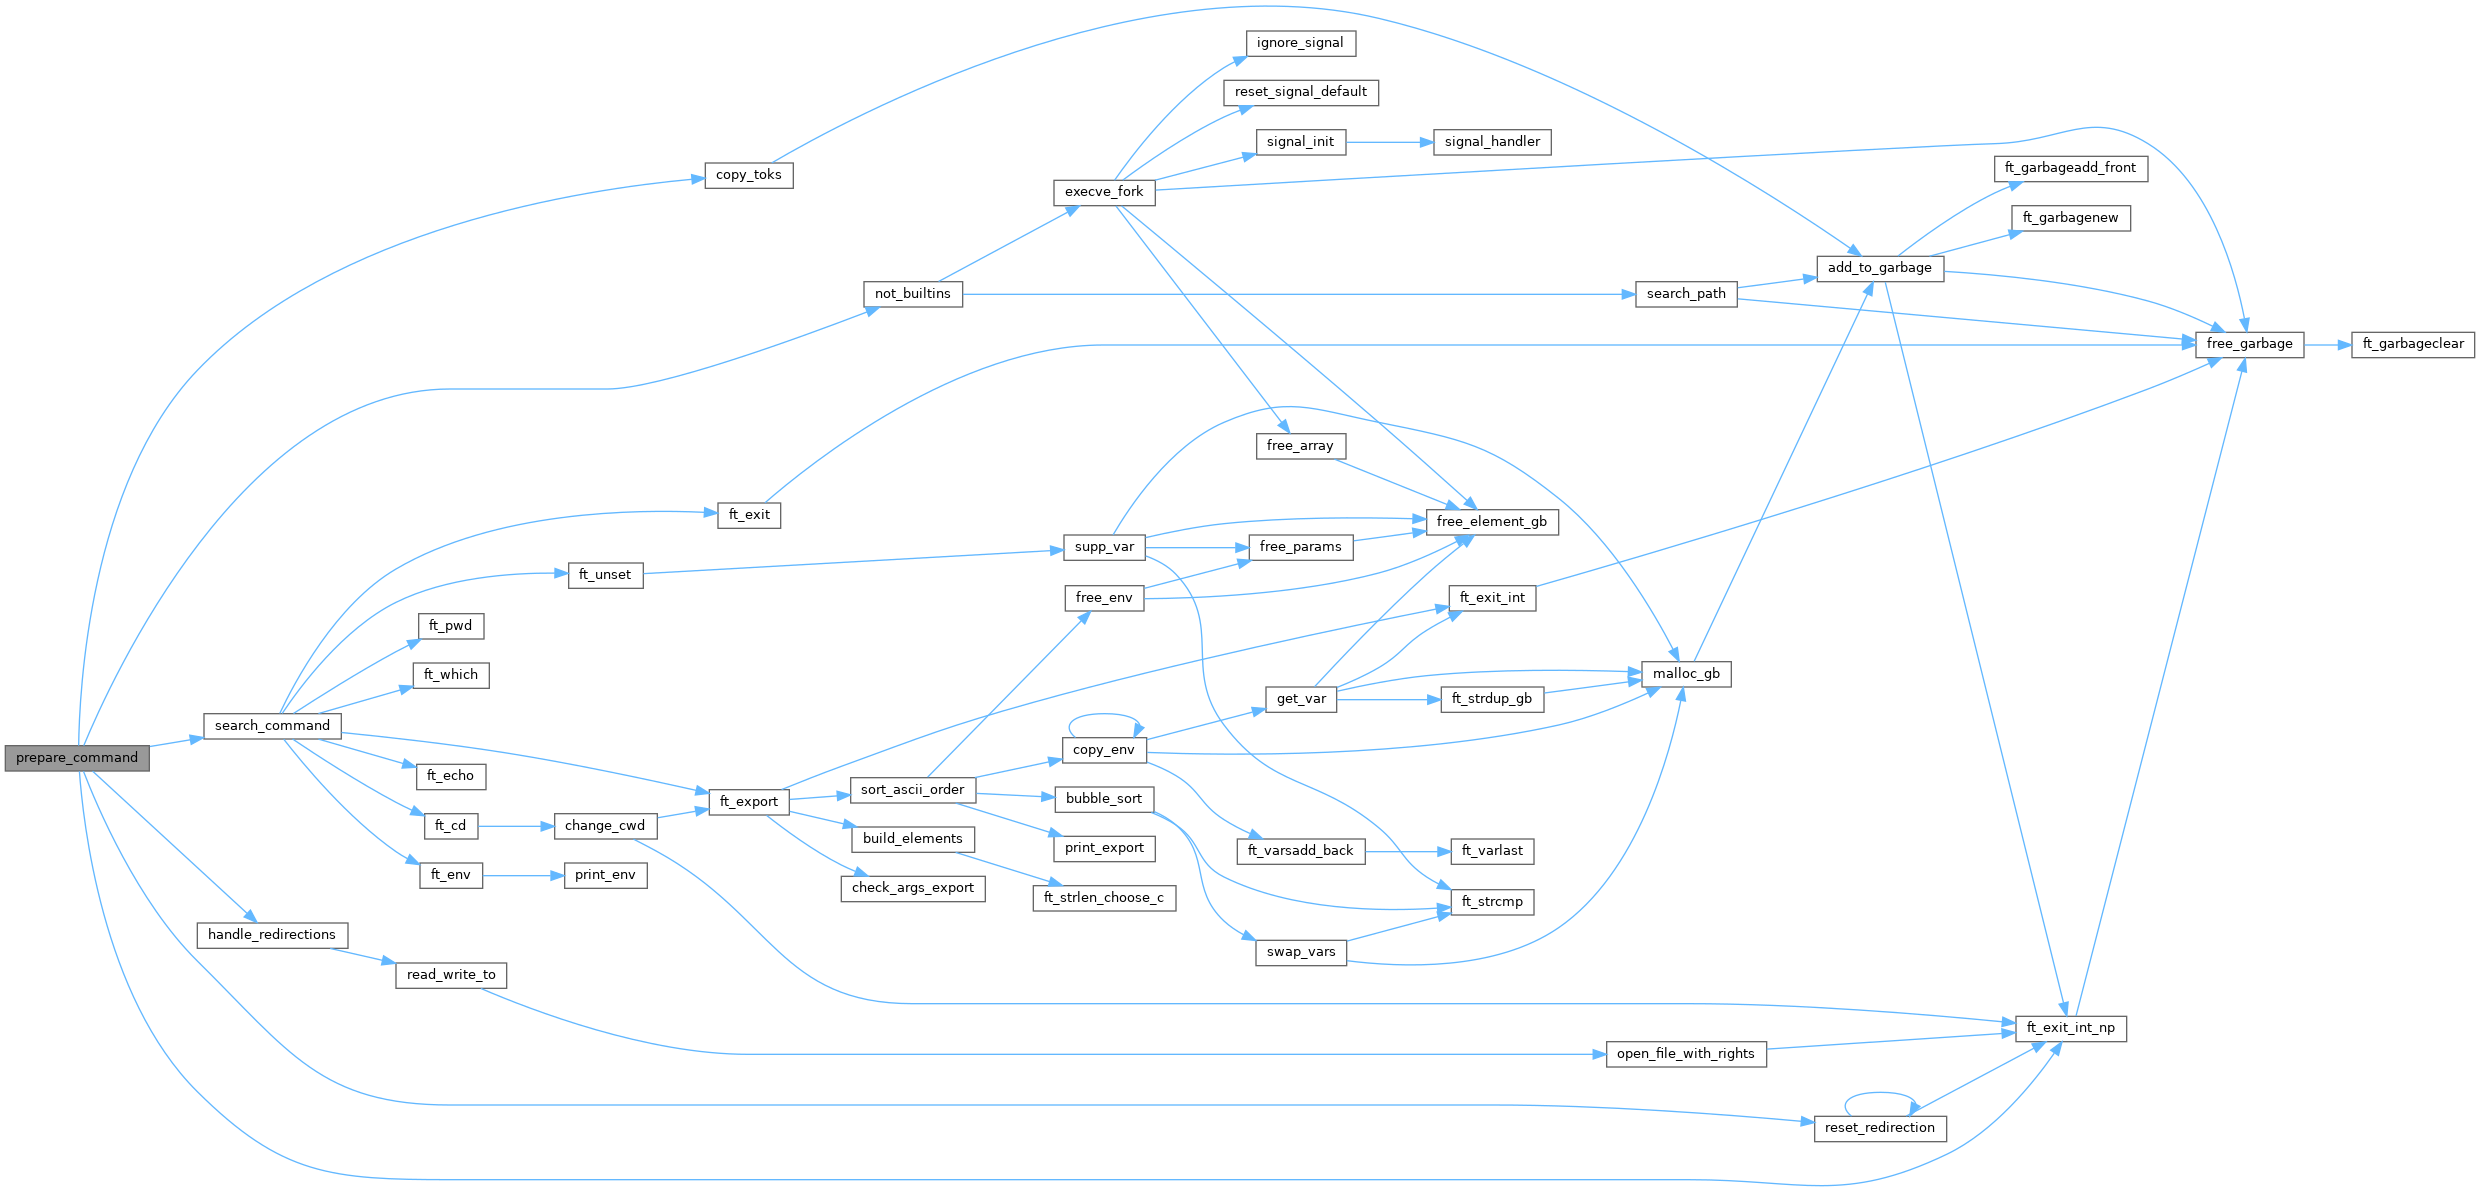 ignore_signal
reset_signal_default
signal_init
signal_handler
copy_toks
ft_garbageadd_front
execve_fork
ft_garbagenew
add_to_garbage
not_builtins
search_path
free_garbage
ft_garbageclear
free_array
ft_exit
free_element_gb
supp_var
free_params
ft_unset
free_env
ft_exit_int
ft_pwd
ft_which
malloc_gb
get_var
ft_strdup_gb
search_command
copy_env
prepare_command
ft_echo
sort_ascii_order
ft_export
bubble_sort
ft_cd
change_cwd
build_elements
print_export
ft_varsadd_back
ft_varlast
ft_env
print_env
check_args_export
ft_strlen_choose_c
ft_strcmp
handle_redirections
swap_vars
read_write_to
ft_exit_int_np
open_file_with_rights
reset_redirection